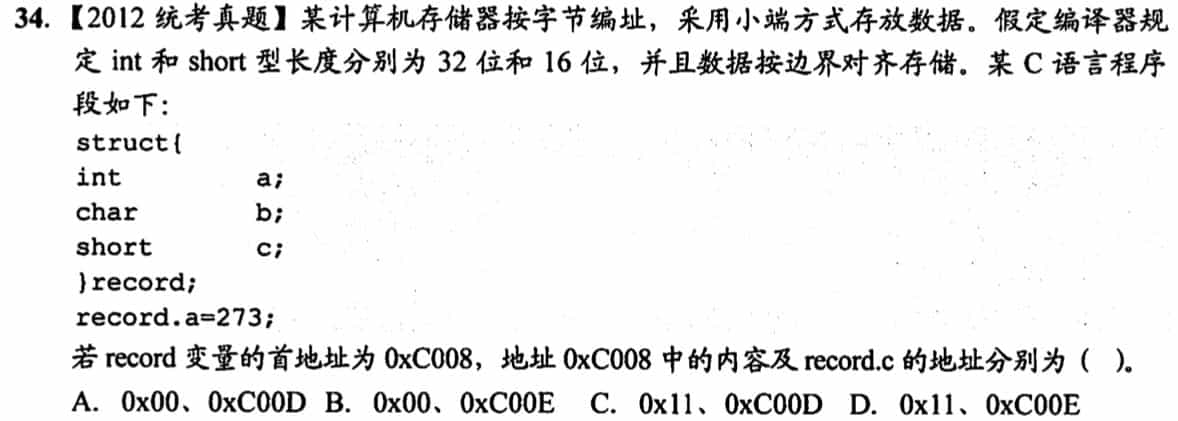 34.【2012 统考真题】某计算机存储器按字节编址，采用小端方式存放数据。假定编译器规
定 int 和 short 型长度分别为 32 位和 16 位，并且数据按边界对齐存储。某 C 语言程序
段如下：
struct{
int a;
char b;
short c;
}record;
record.a=273;
若 record 变量的首地址为 0xC008，地址 0xC008 中的内容及 record.c 的地址分别为（ ）。
A. 0x00、0xC00D B. 0x00、0xC00E C. 0x11、0xC00D D. 0x11、0xC00E